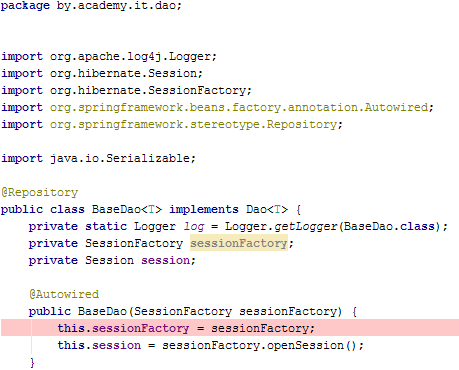 package by.academy.it.dao;
import org.apache.log4j.Logger;
import org.hibernate.Session;
import org.hibernate.SessionFactory;
import org.springframework.beans.factory.annotation.Autowired;
import org.springframework.stereotype.Repository;
import java.io.Serializable;
@Repository
public class BaseDao<T> implements Dao<T> {
private static Logger log = Logger.getLogger(BaseDao.class);
private SessionFactory sessionFactory;
private Session session;
@Autowired
public BaseDao(SessionFactory sessionFactory) {
this.sessionFactory = sessionFactory;
this.session = sessionFactory.openSession();
}